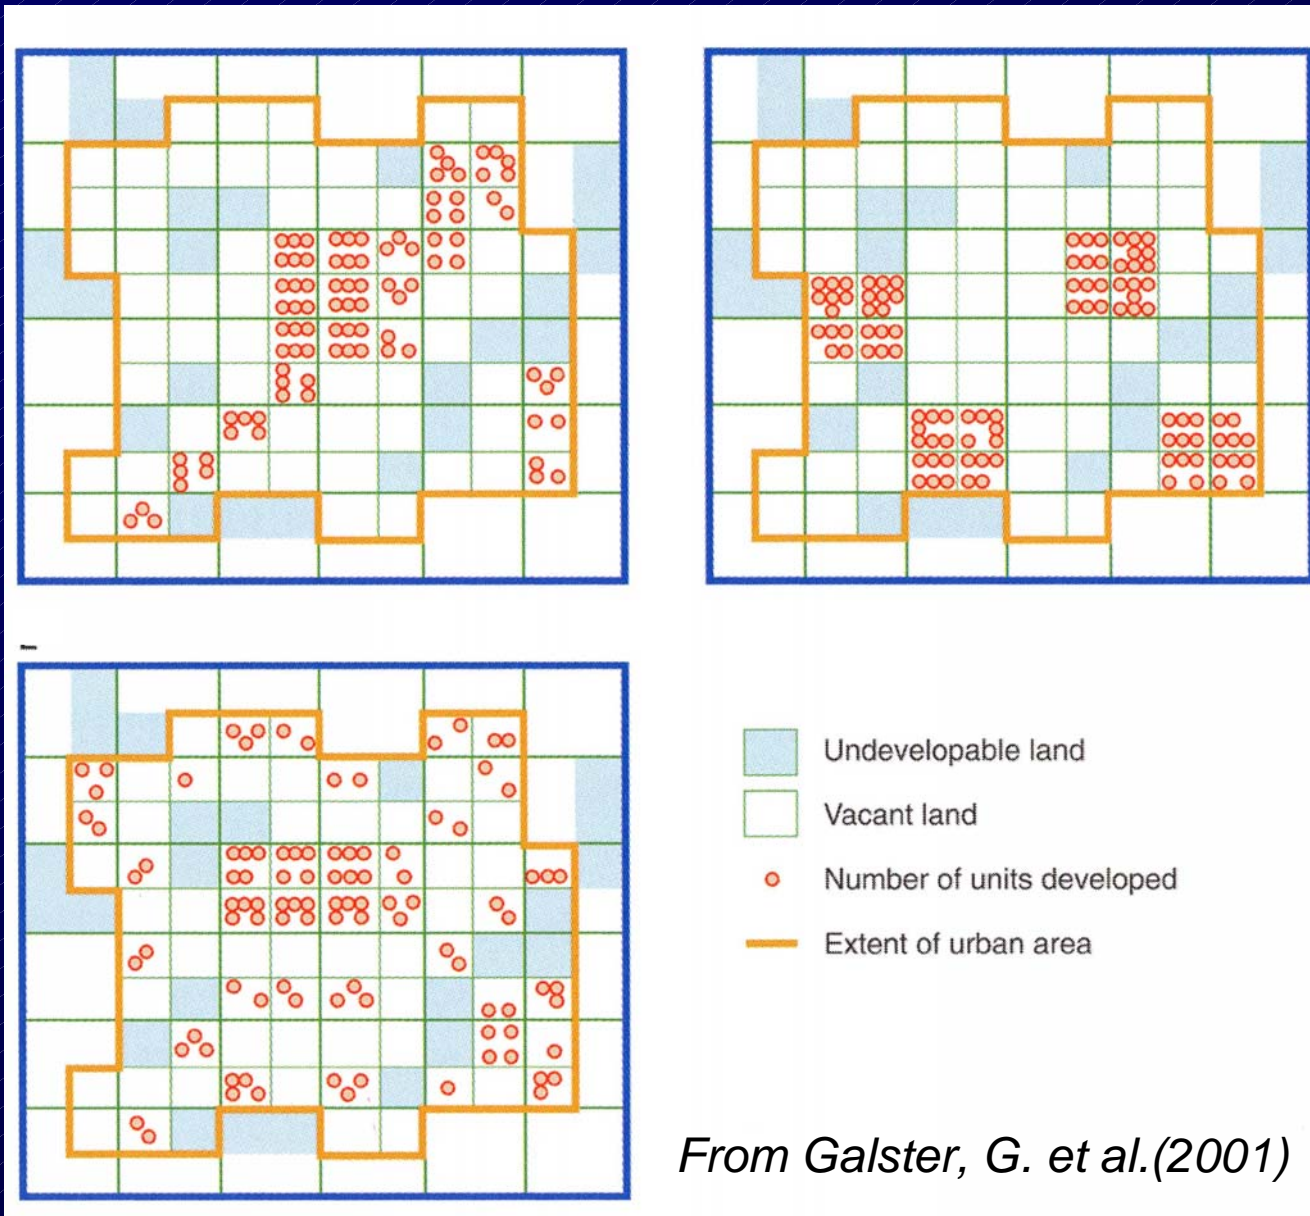 Undevelopable land
Vacant land
Number of units developed
Extent of urban area
From Galster, G. et al.(2001)